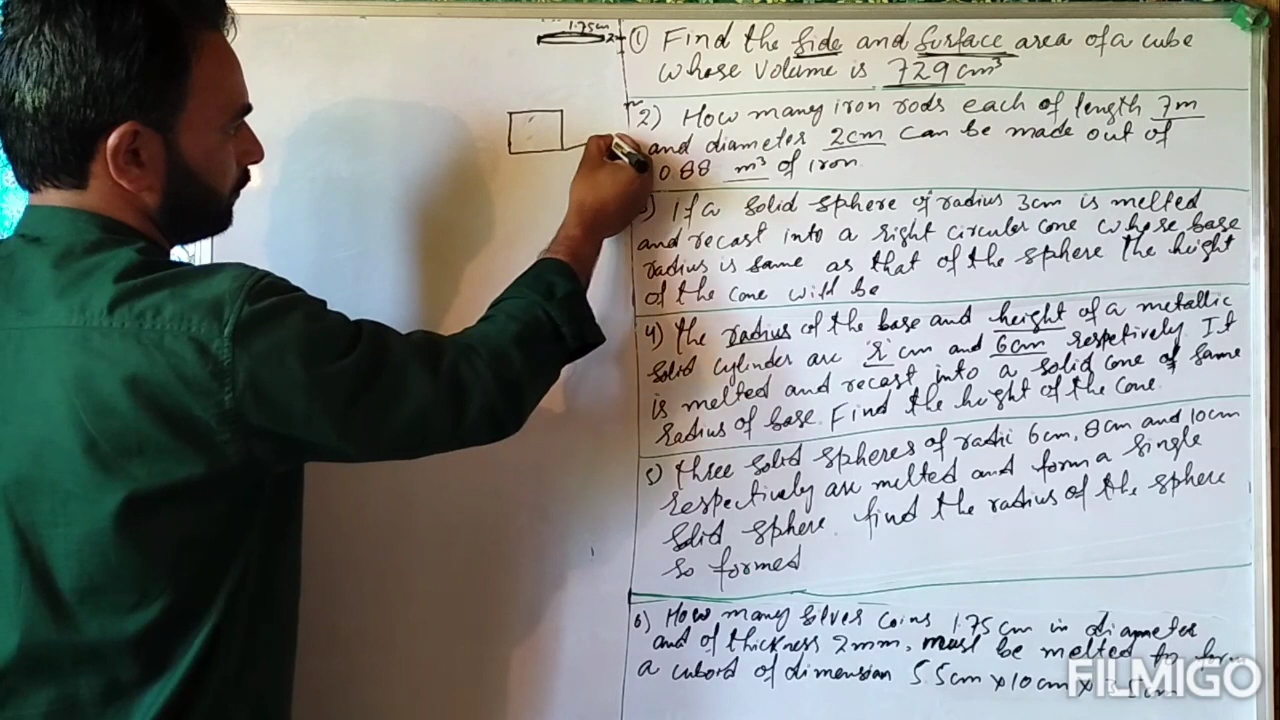 1.75cm
2
① Find the side and surface area of a cube
whose volume is 729 cm³
2) How many iron rods each of length 7m
and diameter 2cm can be made out of
0.88 m³ of iron
) If a solid sphere of radius 3cm is melted
and recast into a right circular cone whose base
radius is same as that of the sphere the height
of the cone will be
4) the radius of the base and height of a metallic
solid cylinder are r cm and 6cm respetively It
is melted and recast into a solid cone of same
radius of base. Find the height of the cone.
5) three solid spheres of radii 6cm, 8cm and 10cm
respectively are melted and form a single
solid sphere. find the radius of the sphere
so formed
6) How many silver coins 1.75 cm in diameter
and of thickness 2mm, must be melted to form
a cuboid of dimension 5.5cm × 10cm × 3.5cm
FILMIGO